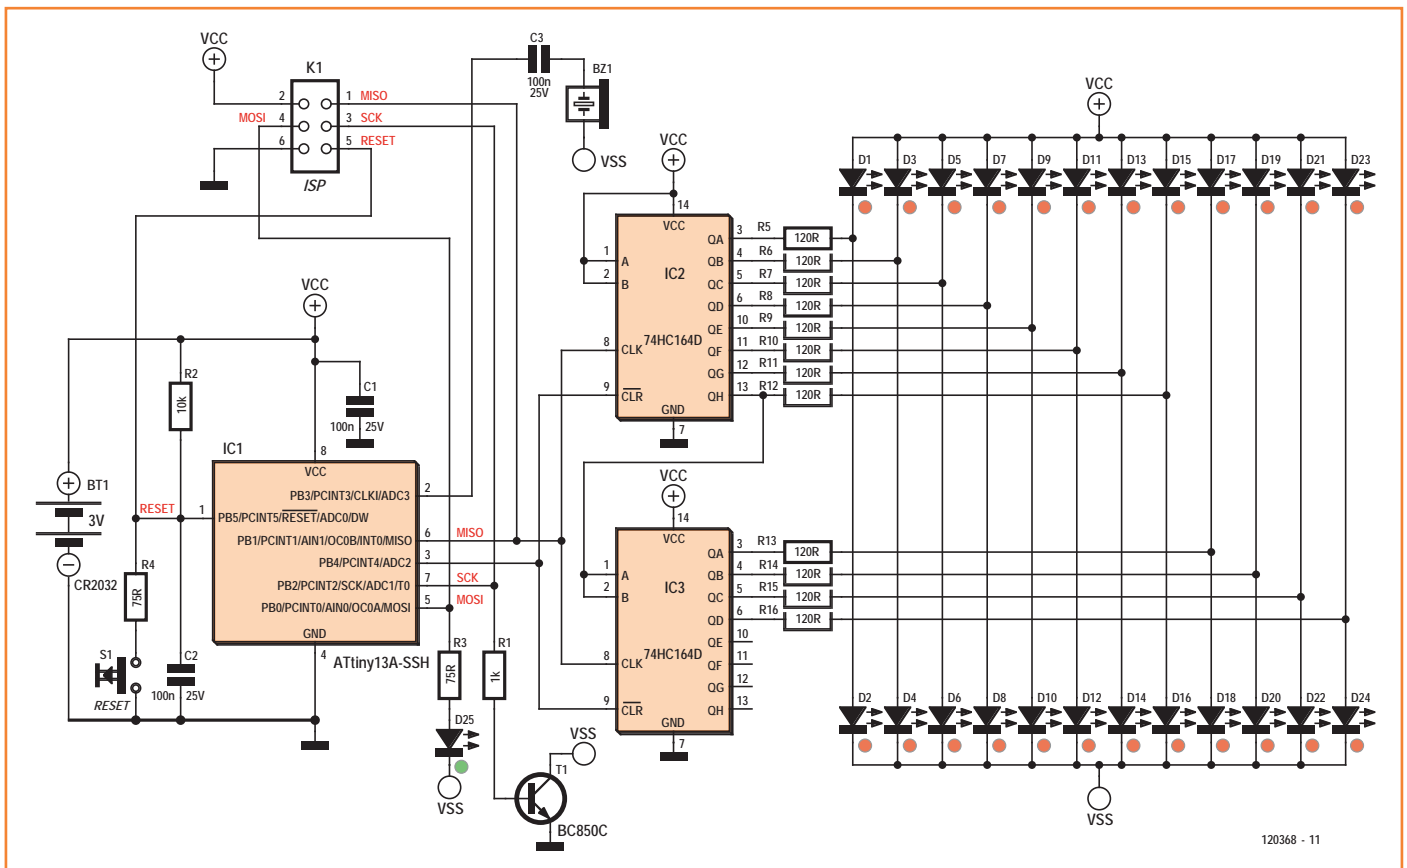 VCC
K1
2
1
MISO
MOSI
4
3
SCK
6
5
RESET
ISP
C3
100n
25V
BZ1
VSS
VCC
14
VCC
1
A
2
B
IC2
74HC164D
8
CLK
9
CLR
GND
7
QA
3
R5
120R
QB
4
R6
120R
QC
5
R7
120R
QD
6
R8
120R
QE
10
R9
120R
QF
11
R10
120R
QG
12
R11
120R
QH
13
R12
120R
VCC
D1
D3
D5
D7
D9
D11
D13
D15
D17
D19
D21
D23
VCC
R2
10k
C1
100n
25V
IC1
8
VCC
BT1
3V
CR2032
RESET
1
PB3/PCINT3/CLKI/ADC3
2
PB5/PCINT5/RESET/ADC0/DW
PB1/PCINT1/AIN1/OC0B/INT0/MISO
6
MISO
PB4/PCINT4/ADC2
3
PB2/PCINT2/SCK/ADC1/T0
7
SCK
PB0/PCINT0/AIN0/OC0A/MOSI
5
MOSI
GND
4
ATtiny13A-SSH
R4
75R
S1
RESET
C2
100n
25V
R3
75R
R1
1k
D25
VSS
VSS
T1
BC850C
VCC
14
VCC
1
A
2
B
IC3
74HC164D
8
CLK
9
CLR
GND
7
QA
3
R13
120R
QB
4
R14
120R
QC
5
R15
120R
QD
6
R16
120R
QE
10
QF
11
QG
12
QH
13
D2
D4
D6
D8
D10
D12
D14
D16
D18
D20
D22
D24
VSS
120368 - 11